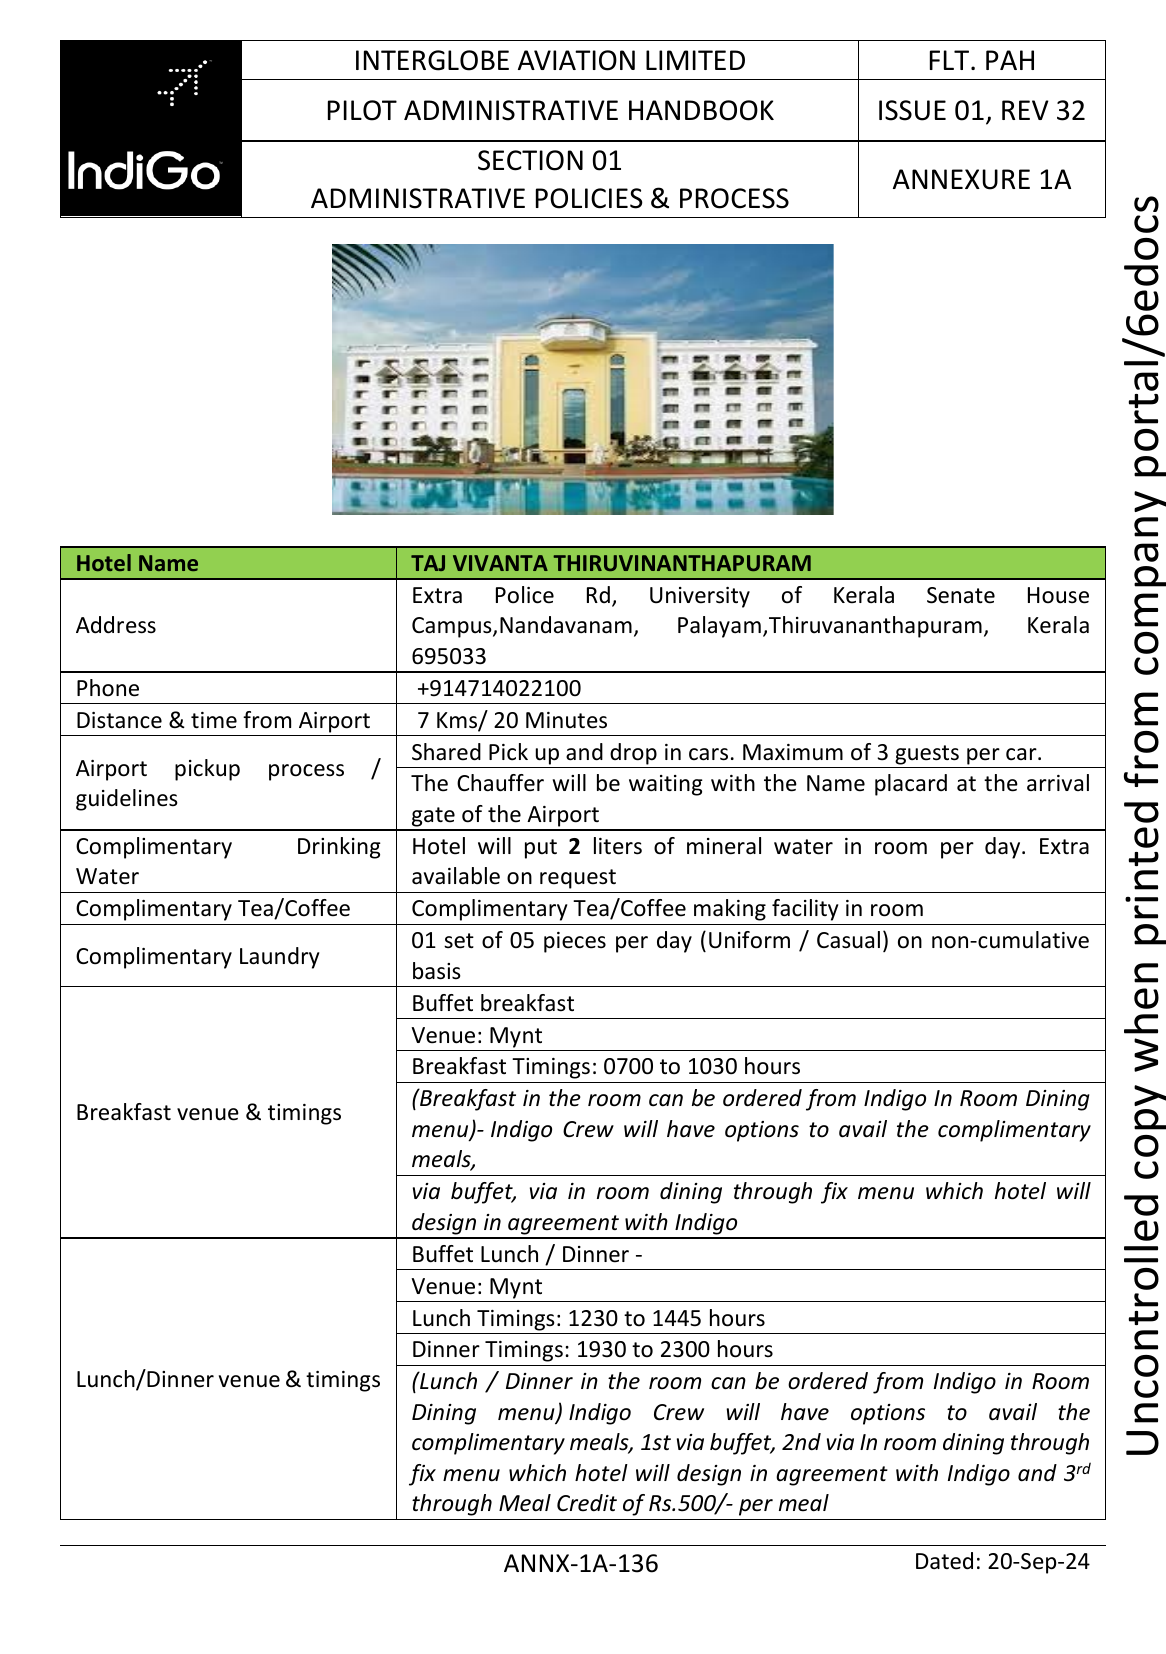 IndiGo
INTERGLOBE AVIATION LIMITED
FLT. PAH
PILOT ADMINISTRATIVE HANDBOOK
ISSUE 01, REV 32
SECTION 01
ADMINISTRATIVE POLICIES & PROCESS
ANNEXURE 1A
Hotel Name
TAJ VIVANTA THIRUVINANTHAPURAM
Address
Extra Police Rd, University of Kerala Senate House
Campus,Nandavanam, Palayam,Thiruvananthapuram, Kerala
695033
Phone
+914714022100
Distance & time from Airport
7 Kms/ 20 Minutes
Airport pickup process /
guidelines
Shared Pick up and drop in cars. Maximum of 3 guests per car.
The Chauffer will be waiting with the Name placard at the arrival
gate of the Airport
Complimentary Drinking
Water
Hotel will put 2 liters of mineral water in room per day. Extra
available on request
Complimentary Tea/Coffee
Complimentary Tea/Coffee making facility in room
Complimentary Laundry
01 set of 05 pieces per day (Uniform / Casual) on non-cumulative
basis
Breakfast venue & timings
Buffet breakfast
Venue: Mynt
Breakfast Timings: 0700 to 1030 hours
(Breakfast in the room can be ordered from Indigo In Room Dining
menu)- Indigo Crew will have options to avail the complimentary
meals,
via buffet, via in room dining through fix menu which hotel will
design in agreement with Indigo
Lunch/Dinner venue & timings
Buffet Lunch / Dinner -
Venue: Mynt
Lunch Timings: 1230 to 1445 hours
Dinner Timings: 1930 to 2300 hours
(Lunch / Dinner in the room can be ordered from Indigo in Room
Dining menu) Indigo Crew will have options to avail the
complimentary meals, 1st via buffet, 2nd via In room dining through
fix menu which hotel will design in agreement with Indigo and 3rd
through Meal Credit of Rs.500/- per meal
ANNX-1A-136
Dated: 20-Sep-24
Uncontrolled copy when printed from company portal/6edocs